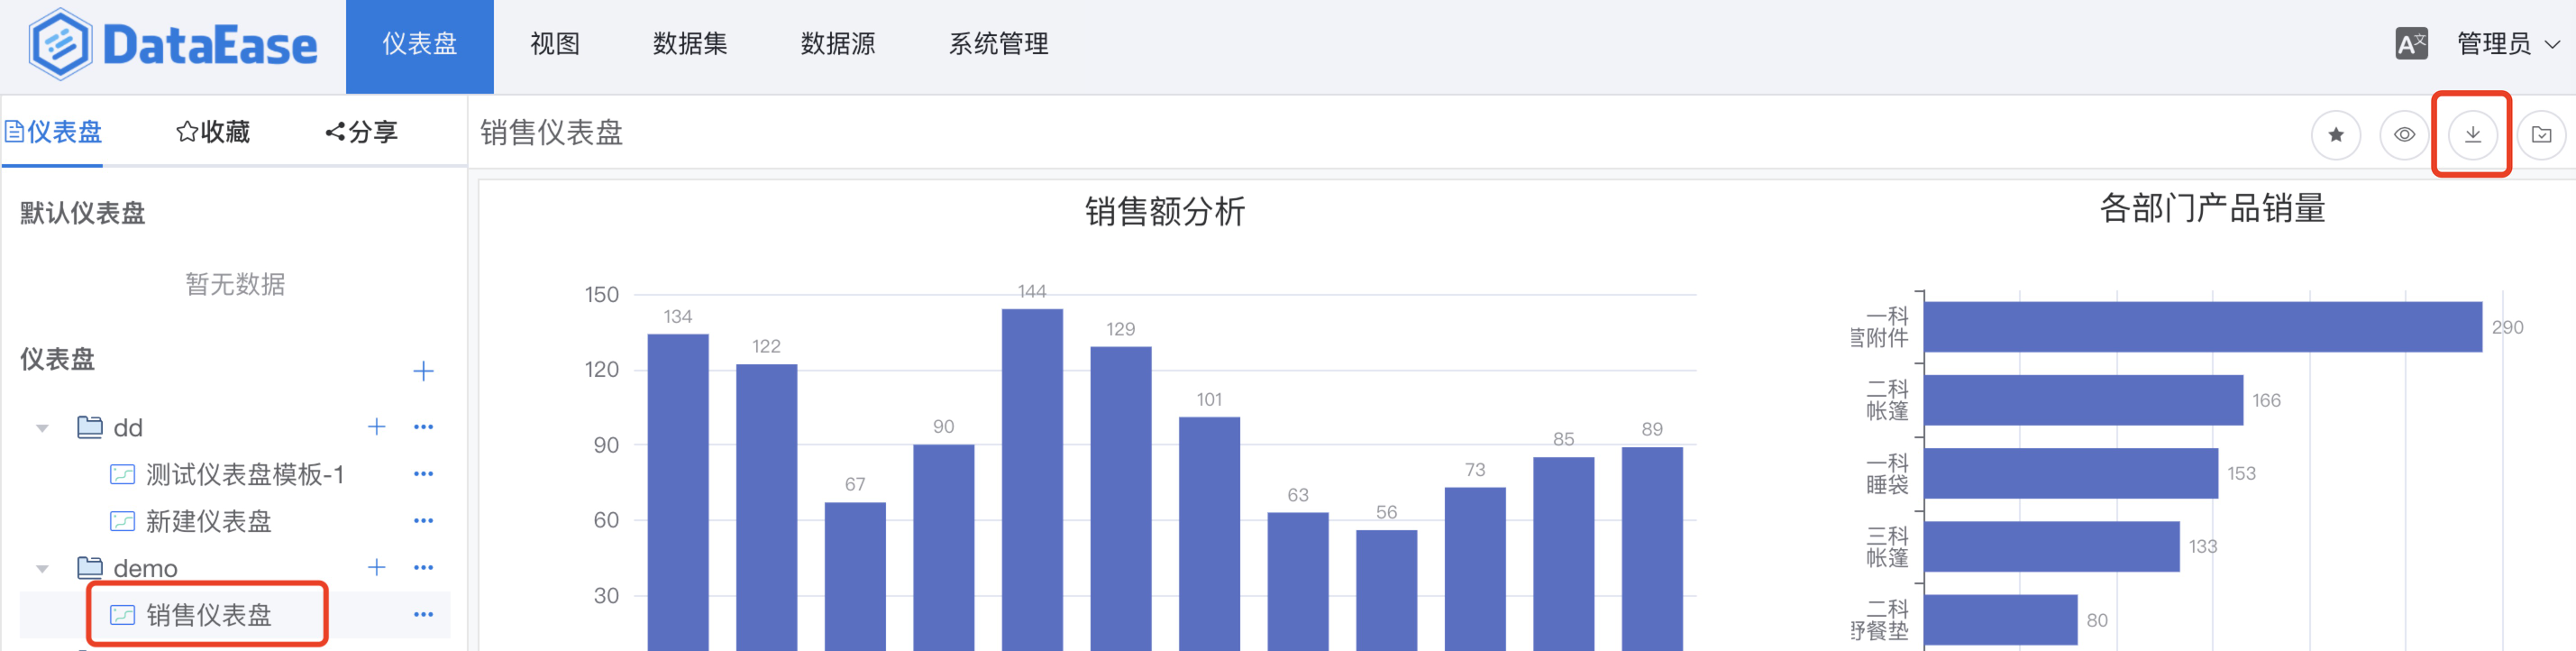 DataEase
仪表盘
视图
数据集
数据源
系统管理
管理员
仪表盘
收藏
分享
销售仪表盘
默认仪表盘
暂无数据
仪表盘
dd
测试仪表盘模板-1
新建仪表盘
demo
销售仪表盘
销售额分析
150
120
90
60
30
134
122
67
90
144
129
101
63
56
73
85
89
各部门产品销量
一科
营附件
290
二科
帐篷
166
一科
睡袋
153
三科
帐篷
133
二科
野餐垫
80